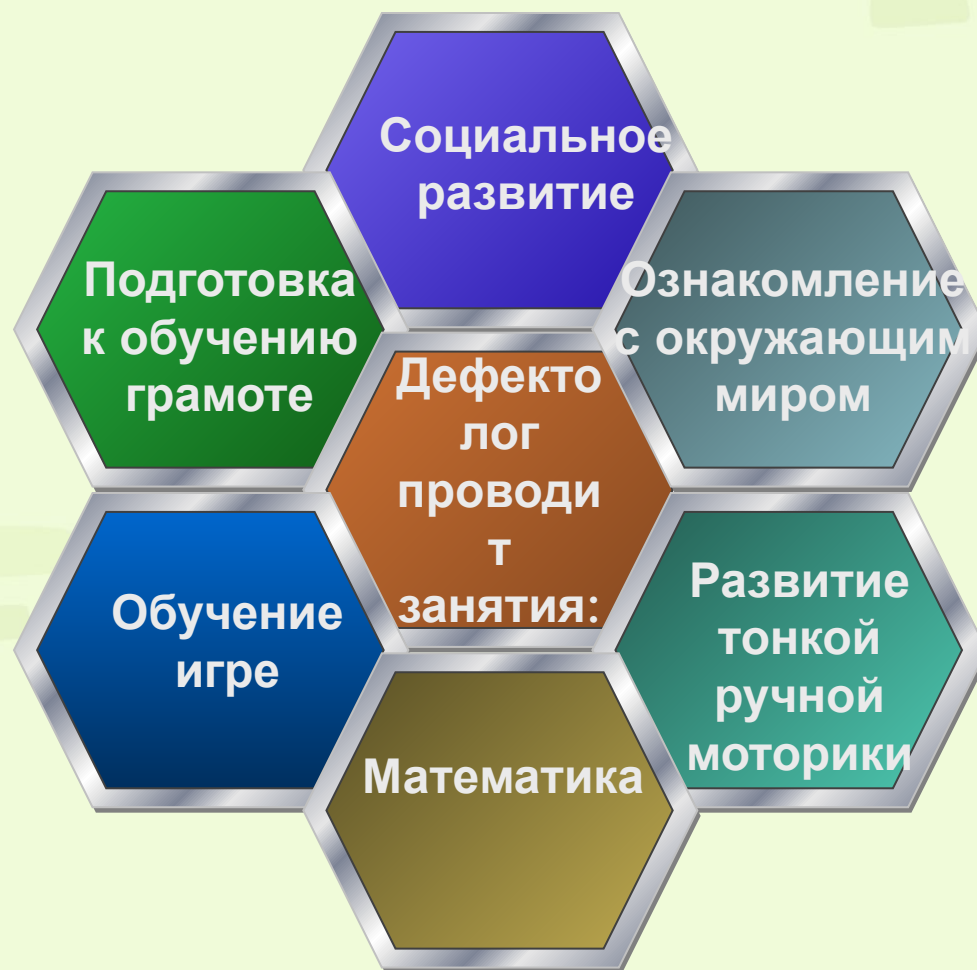 Социальное
развитие
Подготовка
к обучению
грамоте
Ознакомление
с окружающим
миром
Дефекто
лог
проводи
т
занятия:
Обучение
игре
Развитие
тонкой
ручной
моторики
Математика